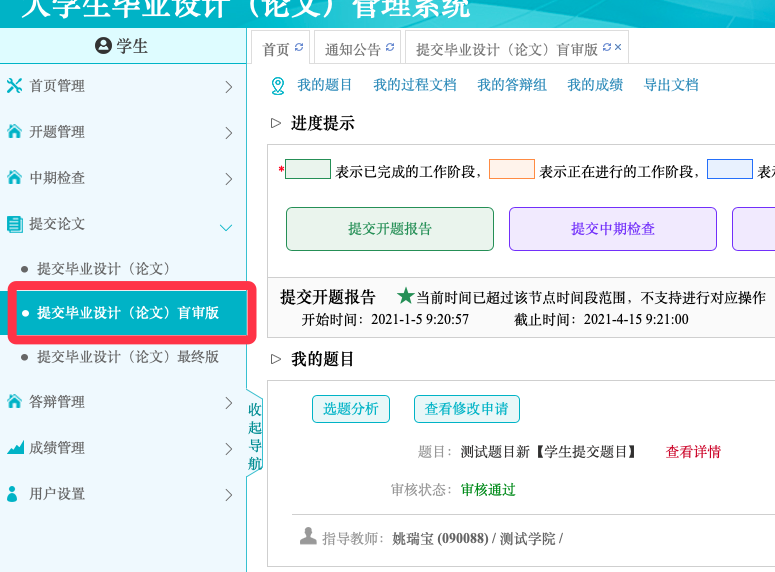 大学生毕业设计（论文）管理系统
学生
首页管理
开题管理
中期检查
提交论文
提交毕业设计（论文）
提交毕业设计（论文）盲审版
提交毕业设计（论文）最终版
答辩管理
成绩管理
用户设置
收起导航
首页 通知公告 提交毕业设计（论文）盲审版
我的题目 我的过程文档 我的答辩组 我的成绩 导出文档
进度提示
*表示已完成的工作阶段， 表示正在进行的工作阶段， 表
提交开题报告 提交中期检查
提交开题报告 ★当前时间已超过该节点时间段范围，不支持进行对应操作
开始时间：2021-1-5 9:20:57 截止时间：2021-4-15 9:21:00
我的题目
选题分析 查看修改申请
题目：测试题目新【学生提交题目】 查看详情
审核状态：审核通过
指导教师：姚瑞宝 (090088) / 测试学院 /